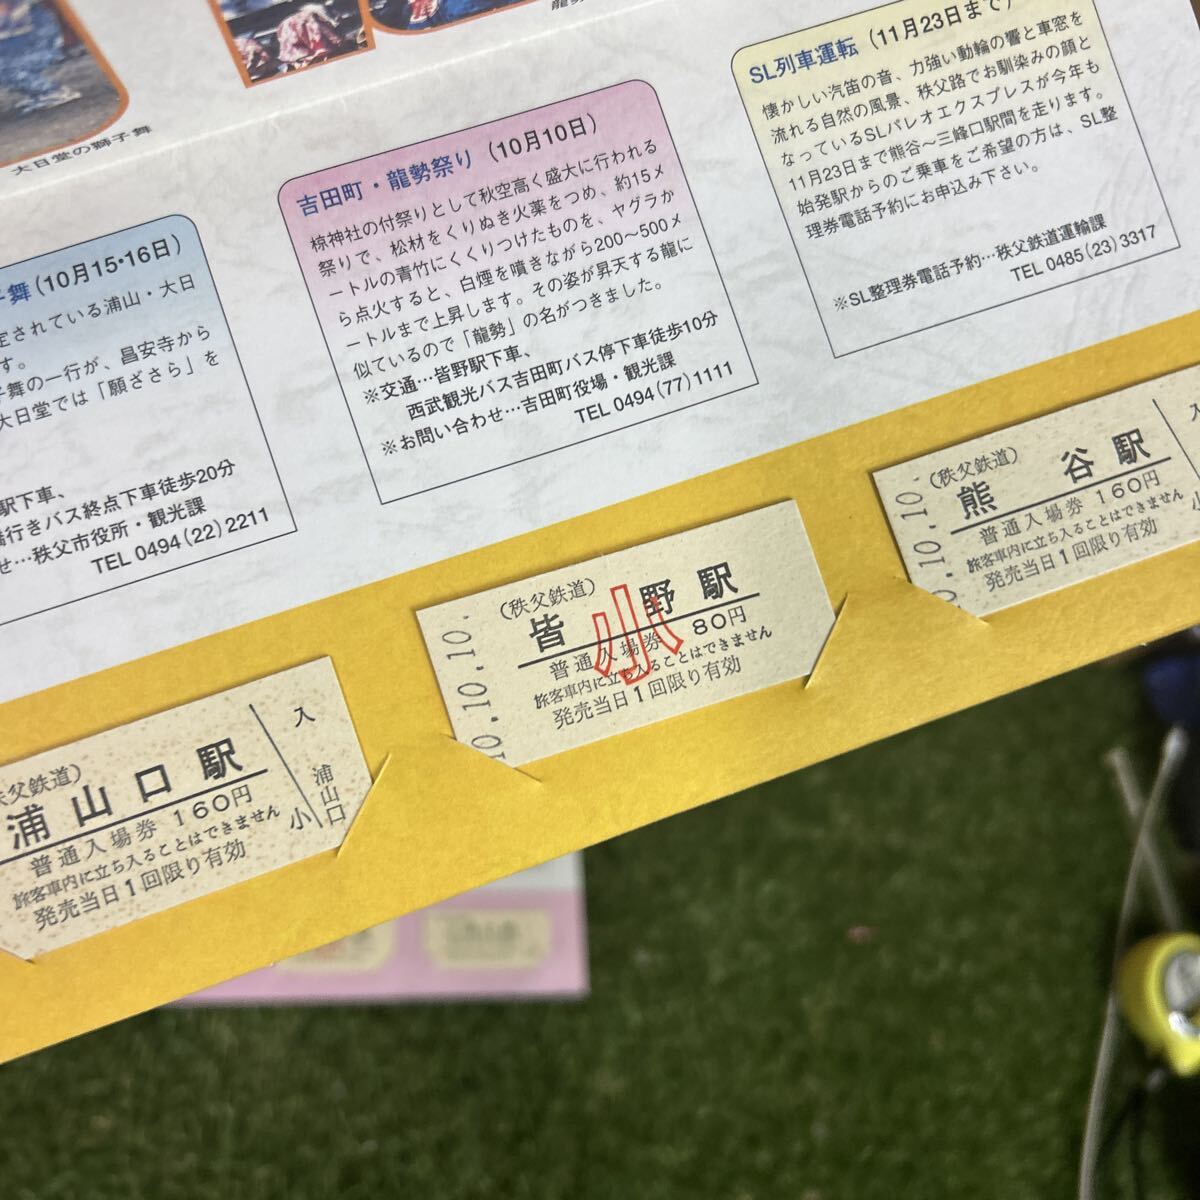 大日堂の獅子舞
舞(10月15・16日)
定されている浦山・大日
す。
子舞の一行が、昌安寺から
大日堂では「願ざさら」を
駅下車、
行きバス終点下車徒歩20分
せ…秩父市役所・観光課
TEL 0494(22)2211
吉田町・龍勢祭り (10月10日)
椋神社の付祭りとして秋空高く盛大に行われる
祭りで、松材をくりぬき火薬をつめ、約15メ
ートルの青竹にくくりつけたものを、ヤグラか
ら点火すると、白煙を噴きながら200〜500メ
ートルまで上昇します。その姿が昇天する龍に
似ているので「龍勢」の名がつきました。
※交通…皆野駅下車、
西武観光バス吉田町バス停下車徒歩10分
※お問い合わせ…吉田町役場・観光課
TEL 0494(77)1111
SL列車運転 (11月23日まで)
懐かしい汽笛の音、力強い動輪の響と車窓を
流れる自然の風景、秩父路でお馴染みの顔と
なっているSLパレオエクスプレスが今年も
11月23日まで熊谷〜三峰口駅間を走ります。
始発駅からのご乗車をご希望の方は、SL整
理券電話予約にお申込み下さい。
※SL整理券電話予約…秩父鉄道運輸課
TEL 0485(23)3317
秩父鉄道)
浦山口駅
普通入場券 160円
旅客車内に立ち入ることはできません
発売当日1回限り有効
入
浦山口
小
10.10.10.
(秩父鉄道)
皆野駅
小
普通入場券 80円
旅客車内に立ち入ることはできません
発売当日1回限り有効
0.10.10.
(秩父鉄道)
熊谷駅
普通入場券 160円
旅客車内に立ち入ることはできません
発売当日1回限り有効
入
小